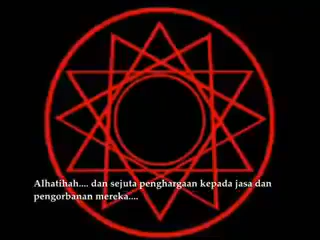 Alhatihah.... dan sejuta penghargaan kepada jasa dan
pengorbanan mereka....